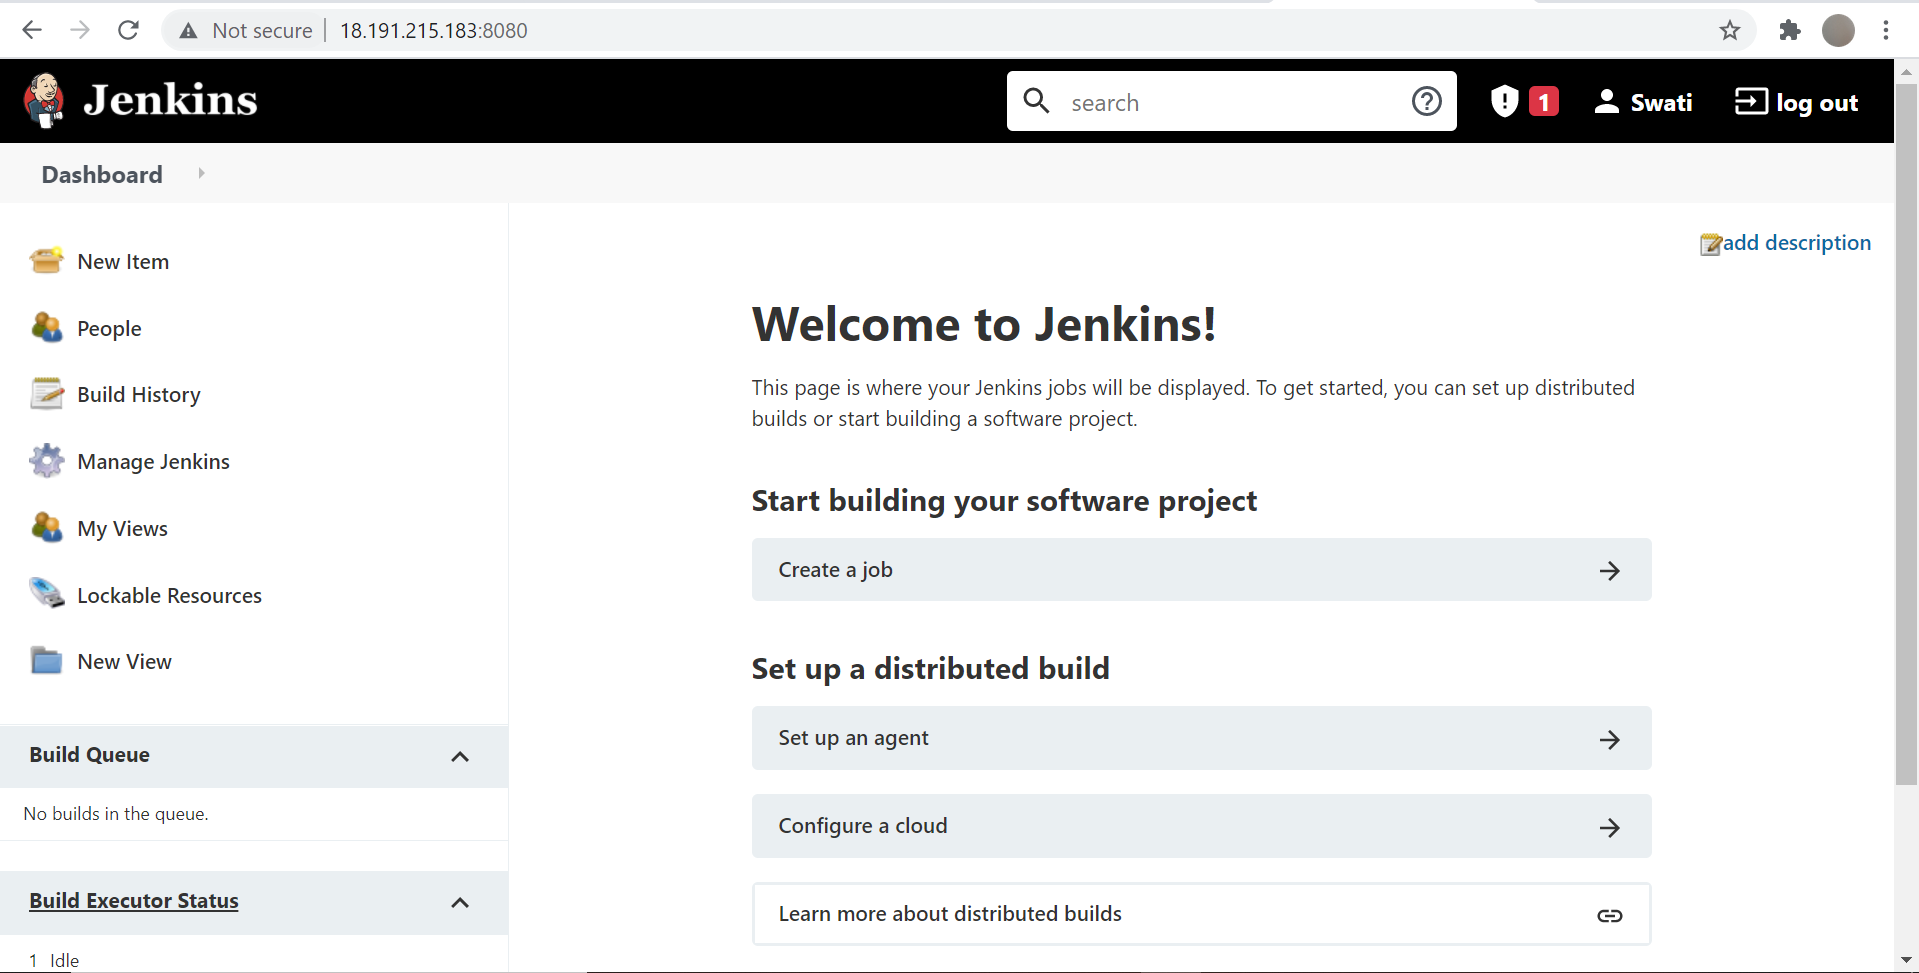 Not secure | 18.191.215.183:8080
Jenkins
search
1
Swati
log out
Dashboard
New Item
People
Build History
Manage Jenkins
My Views
Lockable Resources
New View
Build Queue
No builds in the queue.
Build Executor Status
1 Idle
add description
Welcome to Jenkins!
This page is where your Jenkins jobs will be displayed. To get started, you can set up distributed
builds or start building a software project.
Start building your software project
Create a job
Set up a distributed build
Set up an agent
Configure a cloud
Learn more about distributed builds